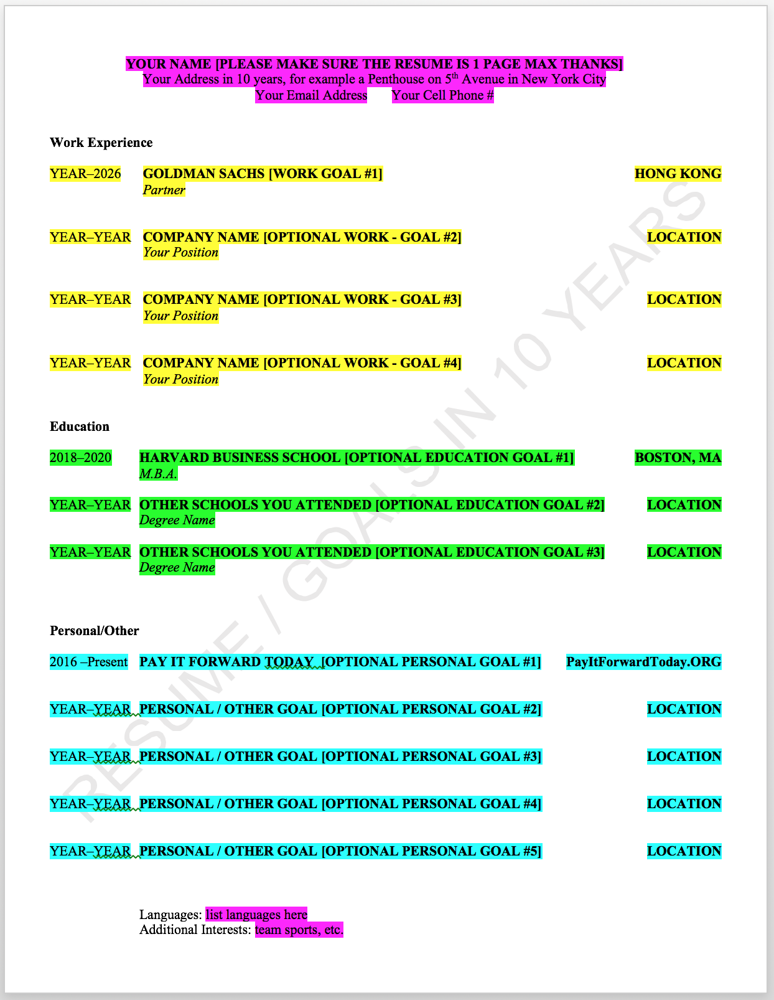 YOUR NAME [PLEASE MAKE SURE THE RESUME IS 1 PAGE MAX THANKS]
Your Address in 10 years, for example a Penthouse on 5th Avenue in New York City
Your Email Address Your Cell Phone #
Work Experience
YEAR–2026 GOLDMAN SACHS [WORK GOAL #1] HONG KONG
Partner
YEAR–YEAR COMPANY NAME [OPTIONAL WORK - GOAL #2] LOCATION
Your Position
YEAR–YEAR COMPANY NAME [OPTIONAL WORK - GOAL #3] LOCATION
Your Position
YEAR–YEAR COMPANY NAME [OPTIONAL WORK - GOAL #4] LOCATION
Your Position
Education
2018–2020 HARVARD BUSINESS SCHOOL [OPTIONAL EDUCATION GOAL #1] BOSTON, MA
M.B.A.
YEAR–YEAR OTHER SCHOOLS YOU ATTENDED [OPTIONAL EDUCATION GOAL #2] LOCATION
Degree Name
YEAR–YEAR OTHER SCHOOLS YOU ATTENDED [OPTIONAL EDUCATION GOAL #3] LOCATION
Degree Name
Personal/Other
2016 –Present PAY IT FORWARD TODAY [OPTIONAL PERSONAL GOAL #1] PayItForwardToday.ORG
YEAR–YEAR PERSONAL / OTHER GOAL [OPTIONAL PERSONAL GOAL #2] LOCATION
YEAR–YEAR PERSONAL / OTHER GOAL [OPTIONAL PERSONAL GOAL #3] LOCATION
YEAR–YEAR PERSONAL / OTHER GOAL [OPTIONAL PERSONAL GOAL #4] LOCATION
YEAR–YEAR PERSONAL / OTHER GOAL [OPTIONAL PERSONAL GOAL #5] LOCATION
Languages: list languages here
Additional Interests: team sports, etc.
RESUME / GOALS IN 10 YEARS